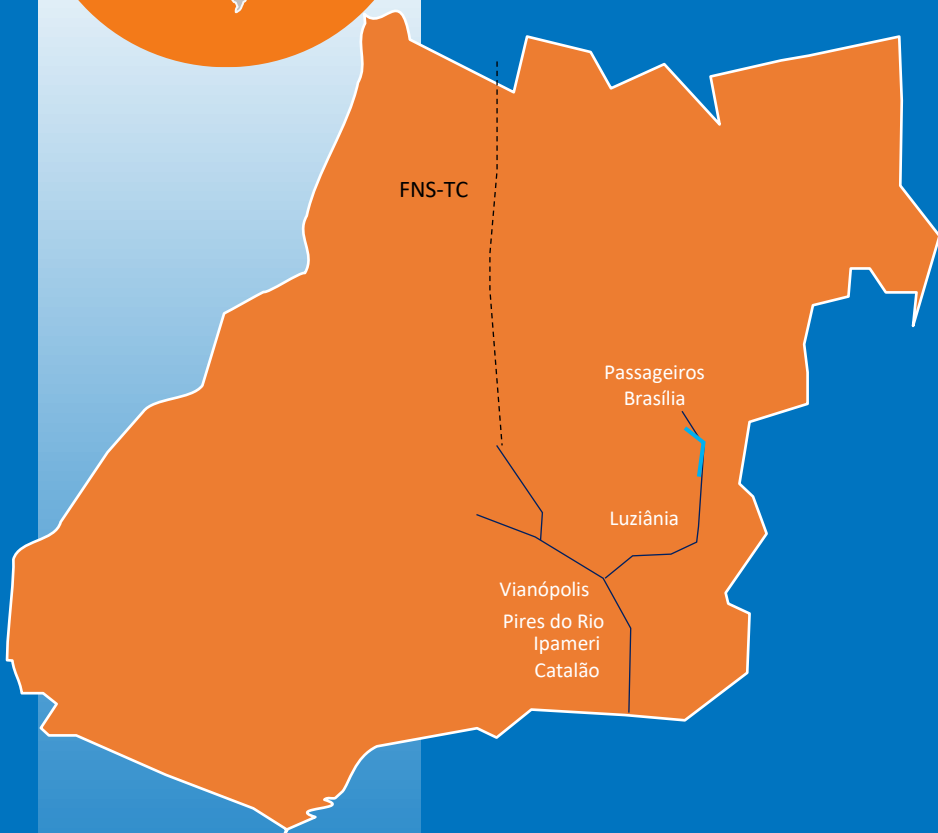 FNS-TC
Passageiros
Brasília
Luziânia
Vianópolis
Pires do Rio
Ipameri
Catalão